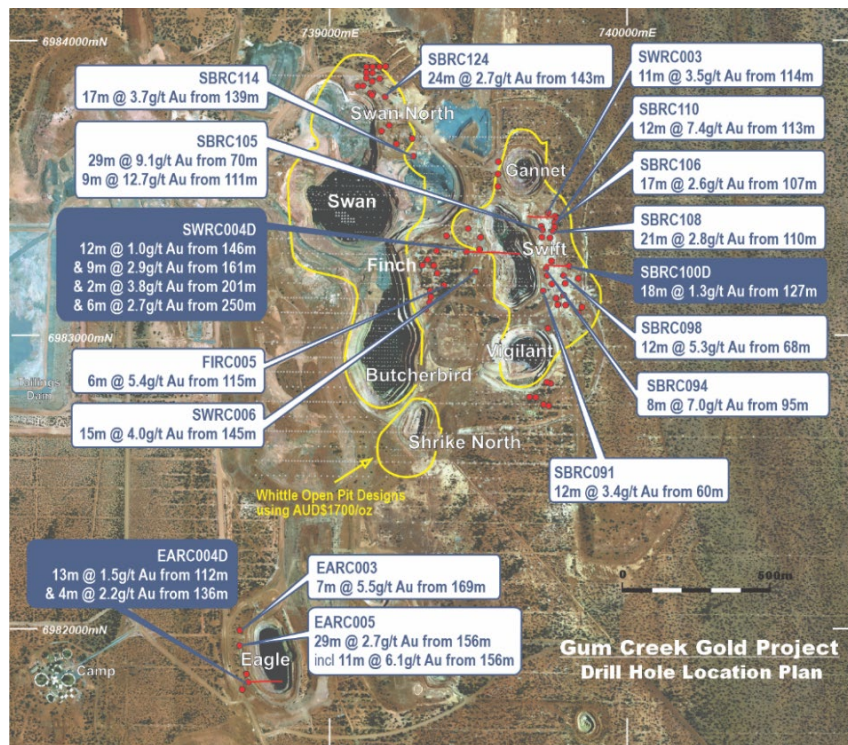 739000mE
740000mE
6984000mN
SBRC124
24m @ 2.7g/t Au from 143m
SWRC003
11m @ 3.5g/t Au from 114m
SBRC114
17m @ 3.7g/t Au from 139m
Swan North
SBRC110
12m @ 7.4g/t Au from 113m
SBRC105
29m @ 9.1g/t Au from 70m
9m @ 12.7g/t Au from 111m
Gannet
SBRC106
17m @ 2.6g/t Au from 107m
Swan
SBRC108
21m @ 2.8g/t Au from 110m
SWRC004D
12m @ 1.0g/t Au from 146m
& 9m @ 2.9g/t Au from 161m
& 2m @ 3.8g/t Au from 201m
& 6m @ 2.7g/t Au from 250m
Finch
Swift
SBRC100D
18m @ 1.3g/t Au from 127m
6983000mN
SBRC098
12m @ 5.3g/t Au from 68m
FIRC005
6m @ 5.4g/t Au from 115m
Vigilant
Butcherbird
Tailings
Dam
SBRC094
8m @ 7.0g/t Au from 95m
SWRC006
15m @ 4.0g/t Au from 145m
Shrike North
SBRC091
12m @ 3.4g/t Au from 60m
Whittle Open Pit Designs
using AUD$1700/oz
EARC004D
13m @ 1.5g/t Au from 112m
& 4m @ 2.2g/t Au from 136m
EARC003
7m @ 5.5g/t Au from 169m
0
500m
6982000mN
EARC005
29m @ 2.7g/t Au from 156m
incl 11m @ 6.1g/t Au from 156m
Eagle
Camp
Gum Creek Gold Project
Drill Hole Location Plan